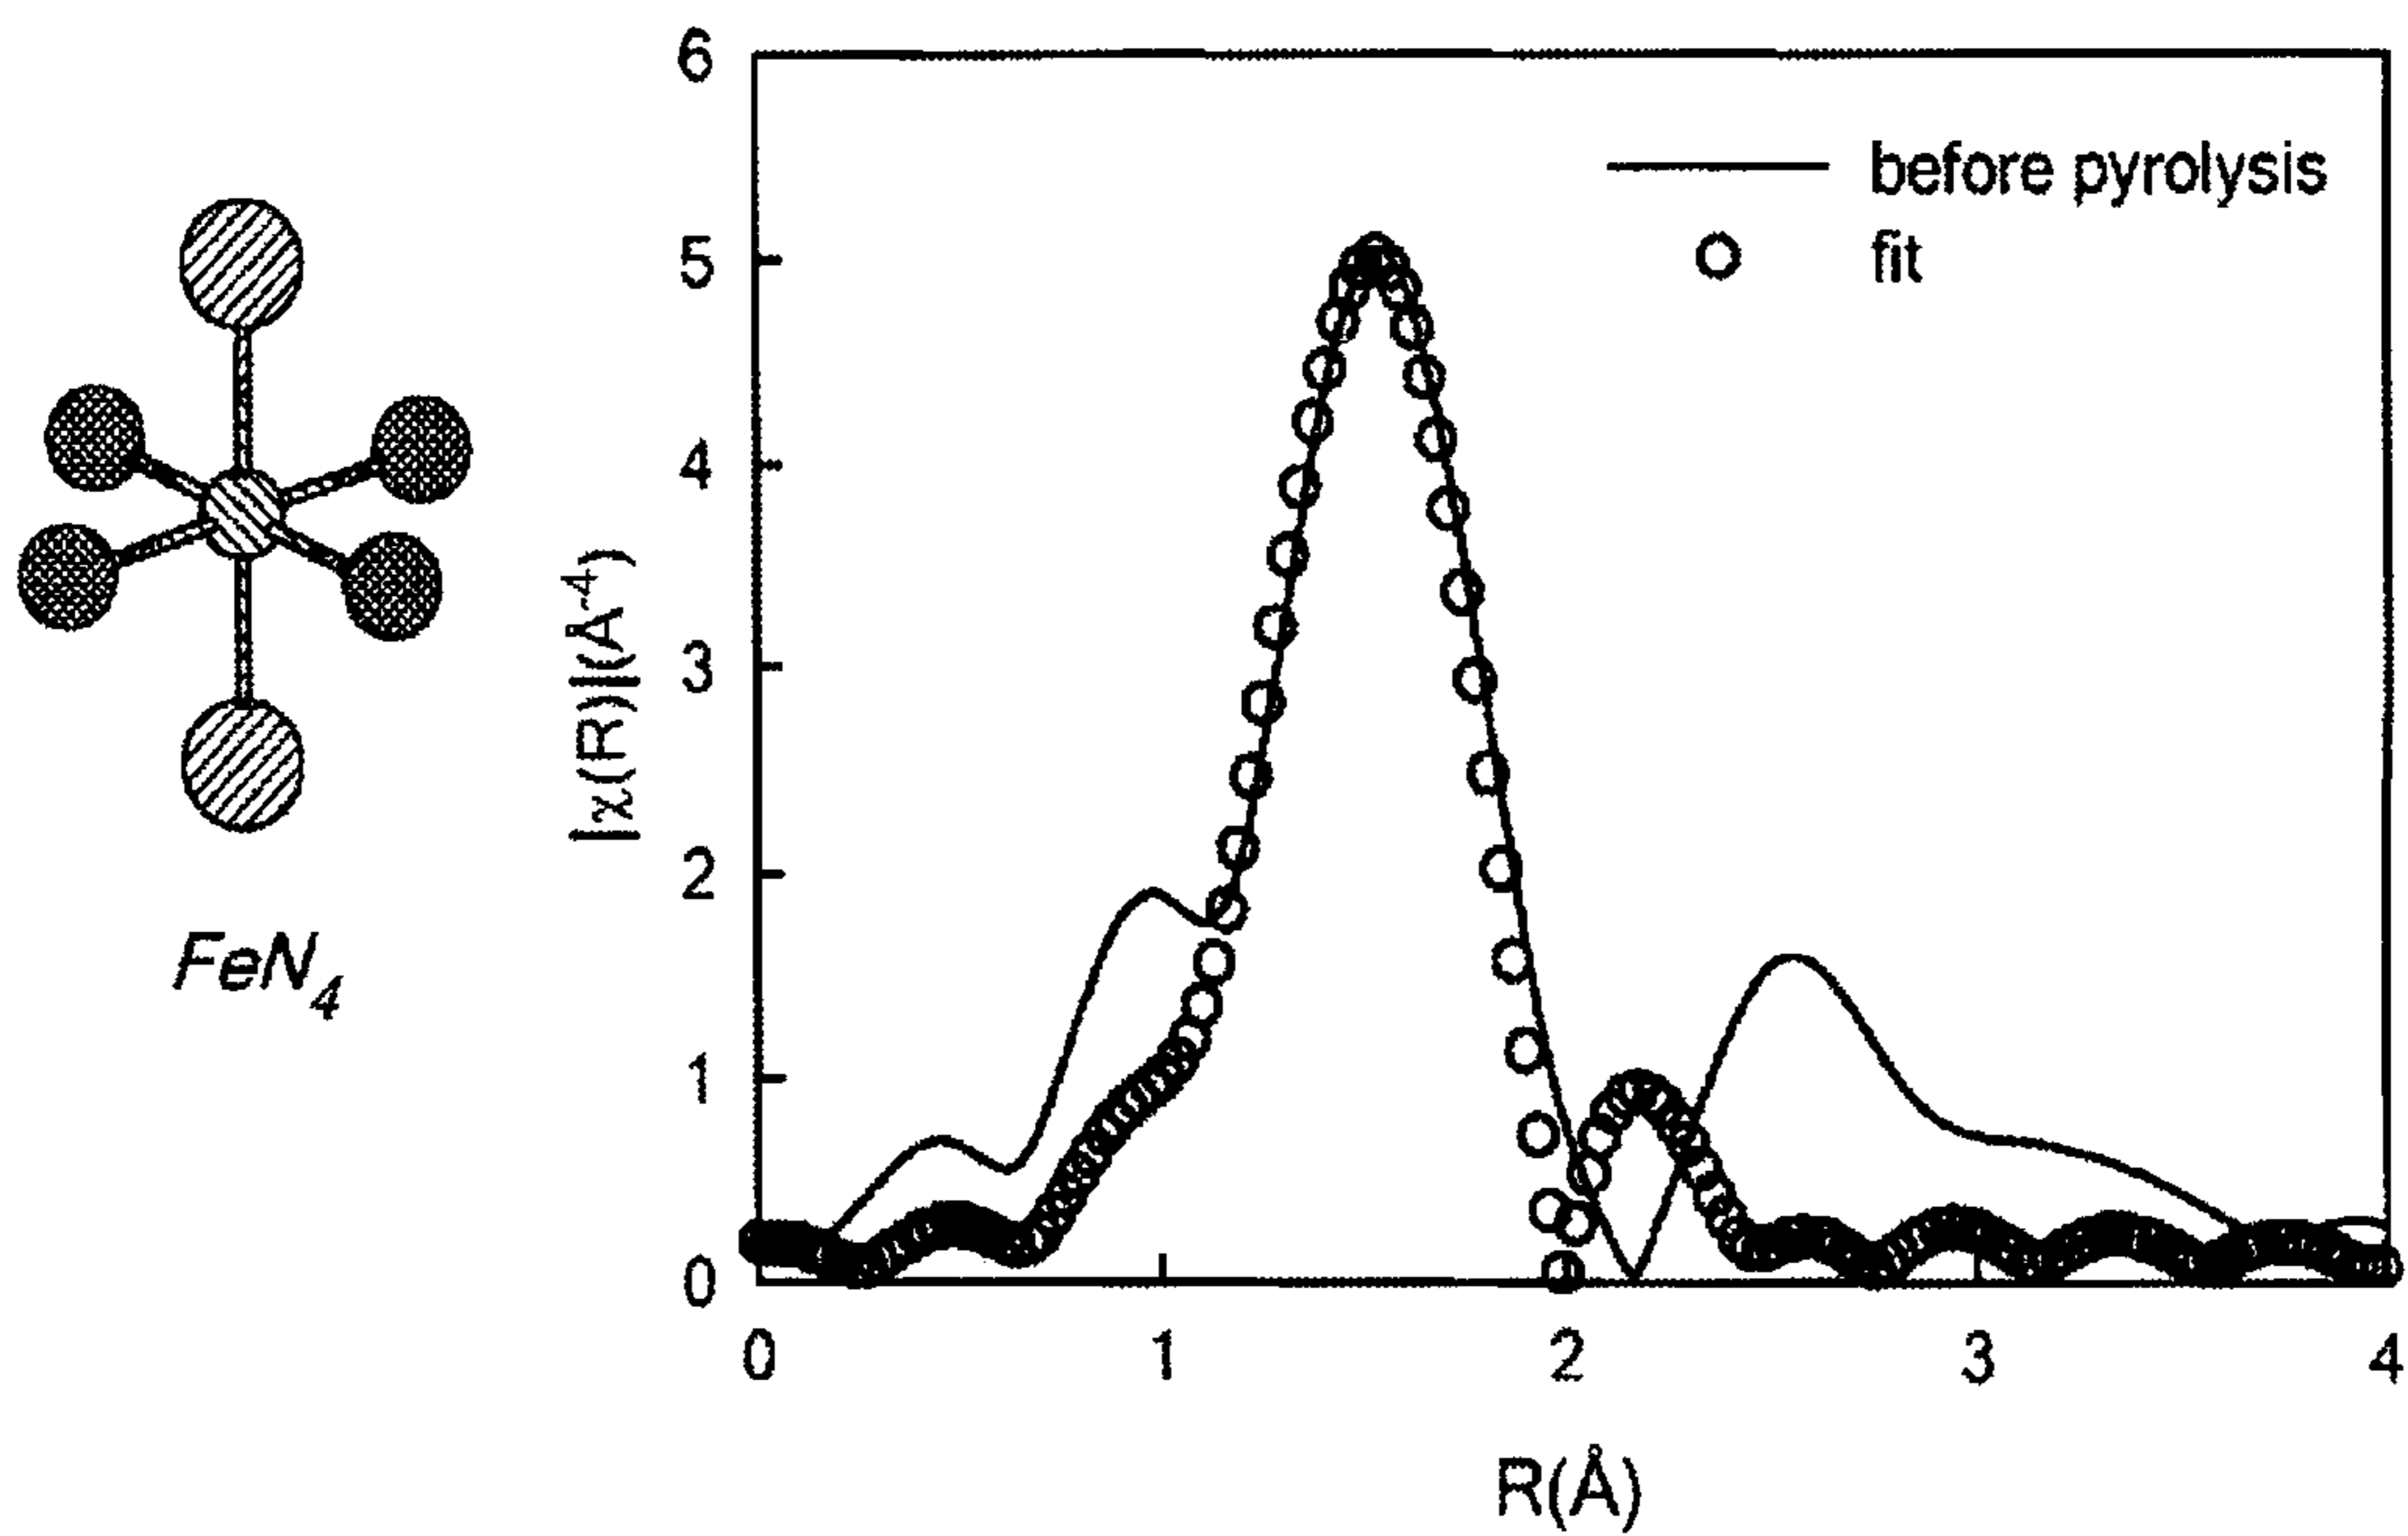 FeN₄
|χ(R)|(Å⁻⁴)
6
5
4
3
2
1
0
before pyrolysis
fit
0 1 2 3 4
R(Å)